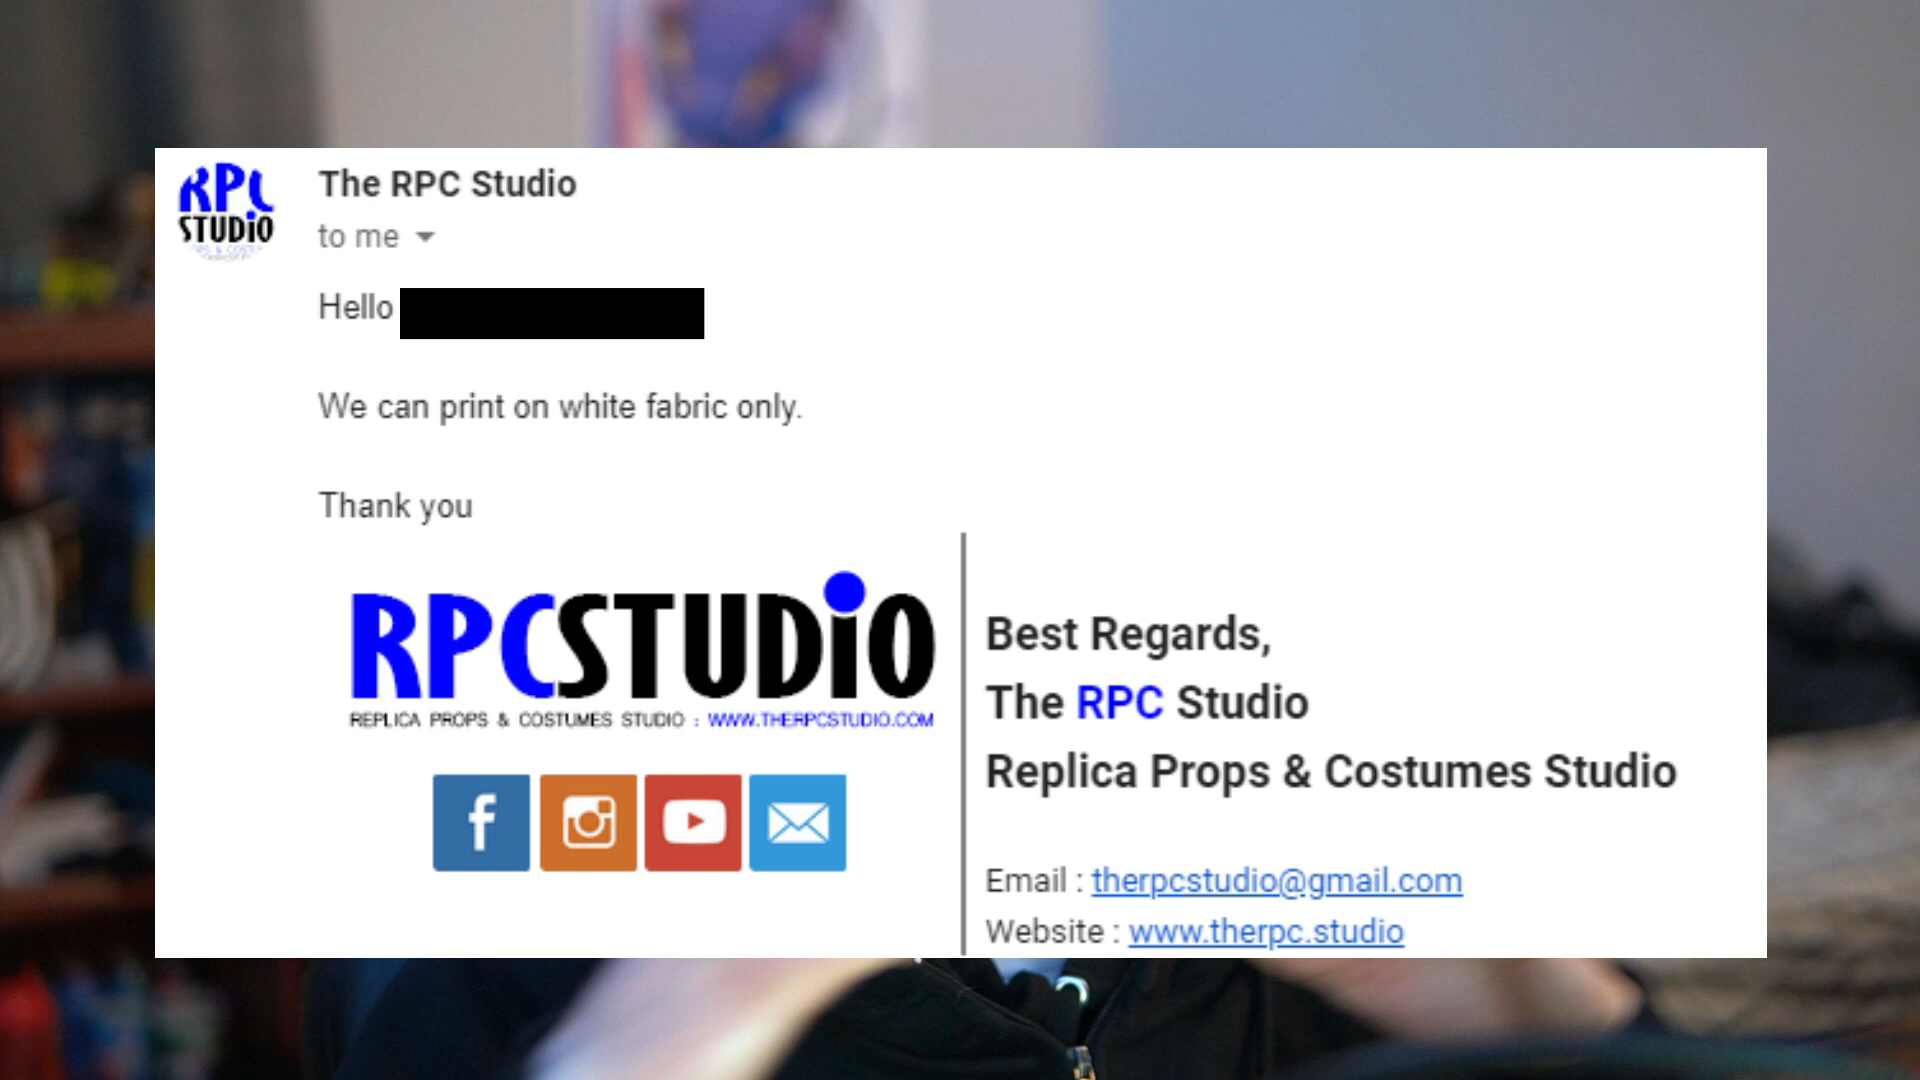 RPC
STUDiO
The RPC Studio
to me
Hello
We can print on white fabric only.
Thank you
RPCSTUDiO
REPLICA PROPS & COSTUMES STUDIO : WWW.THERPCSTUDIO.COM
f
Best Regards,
The RPC Studio
Replica Props & Costumes Studio
Email : therpcstudio@gmail.com
Website : www.therpc.studio